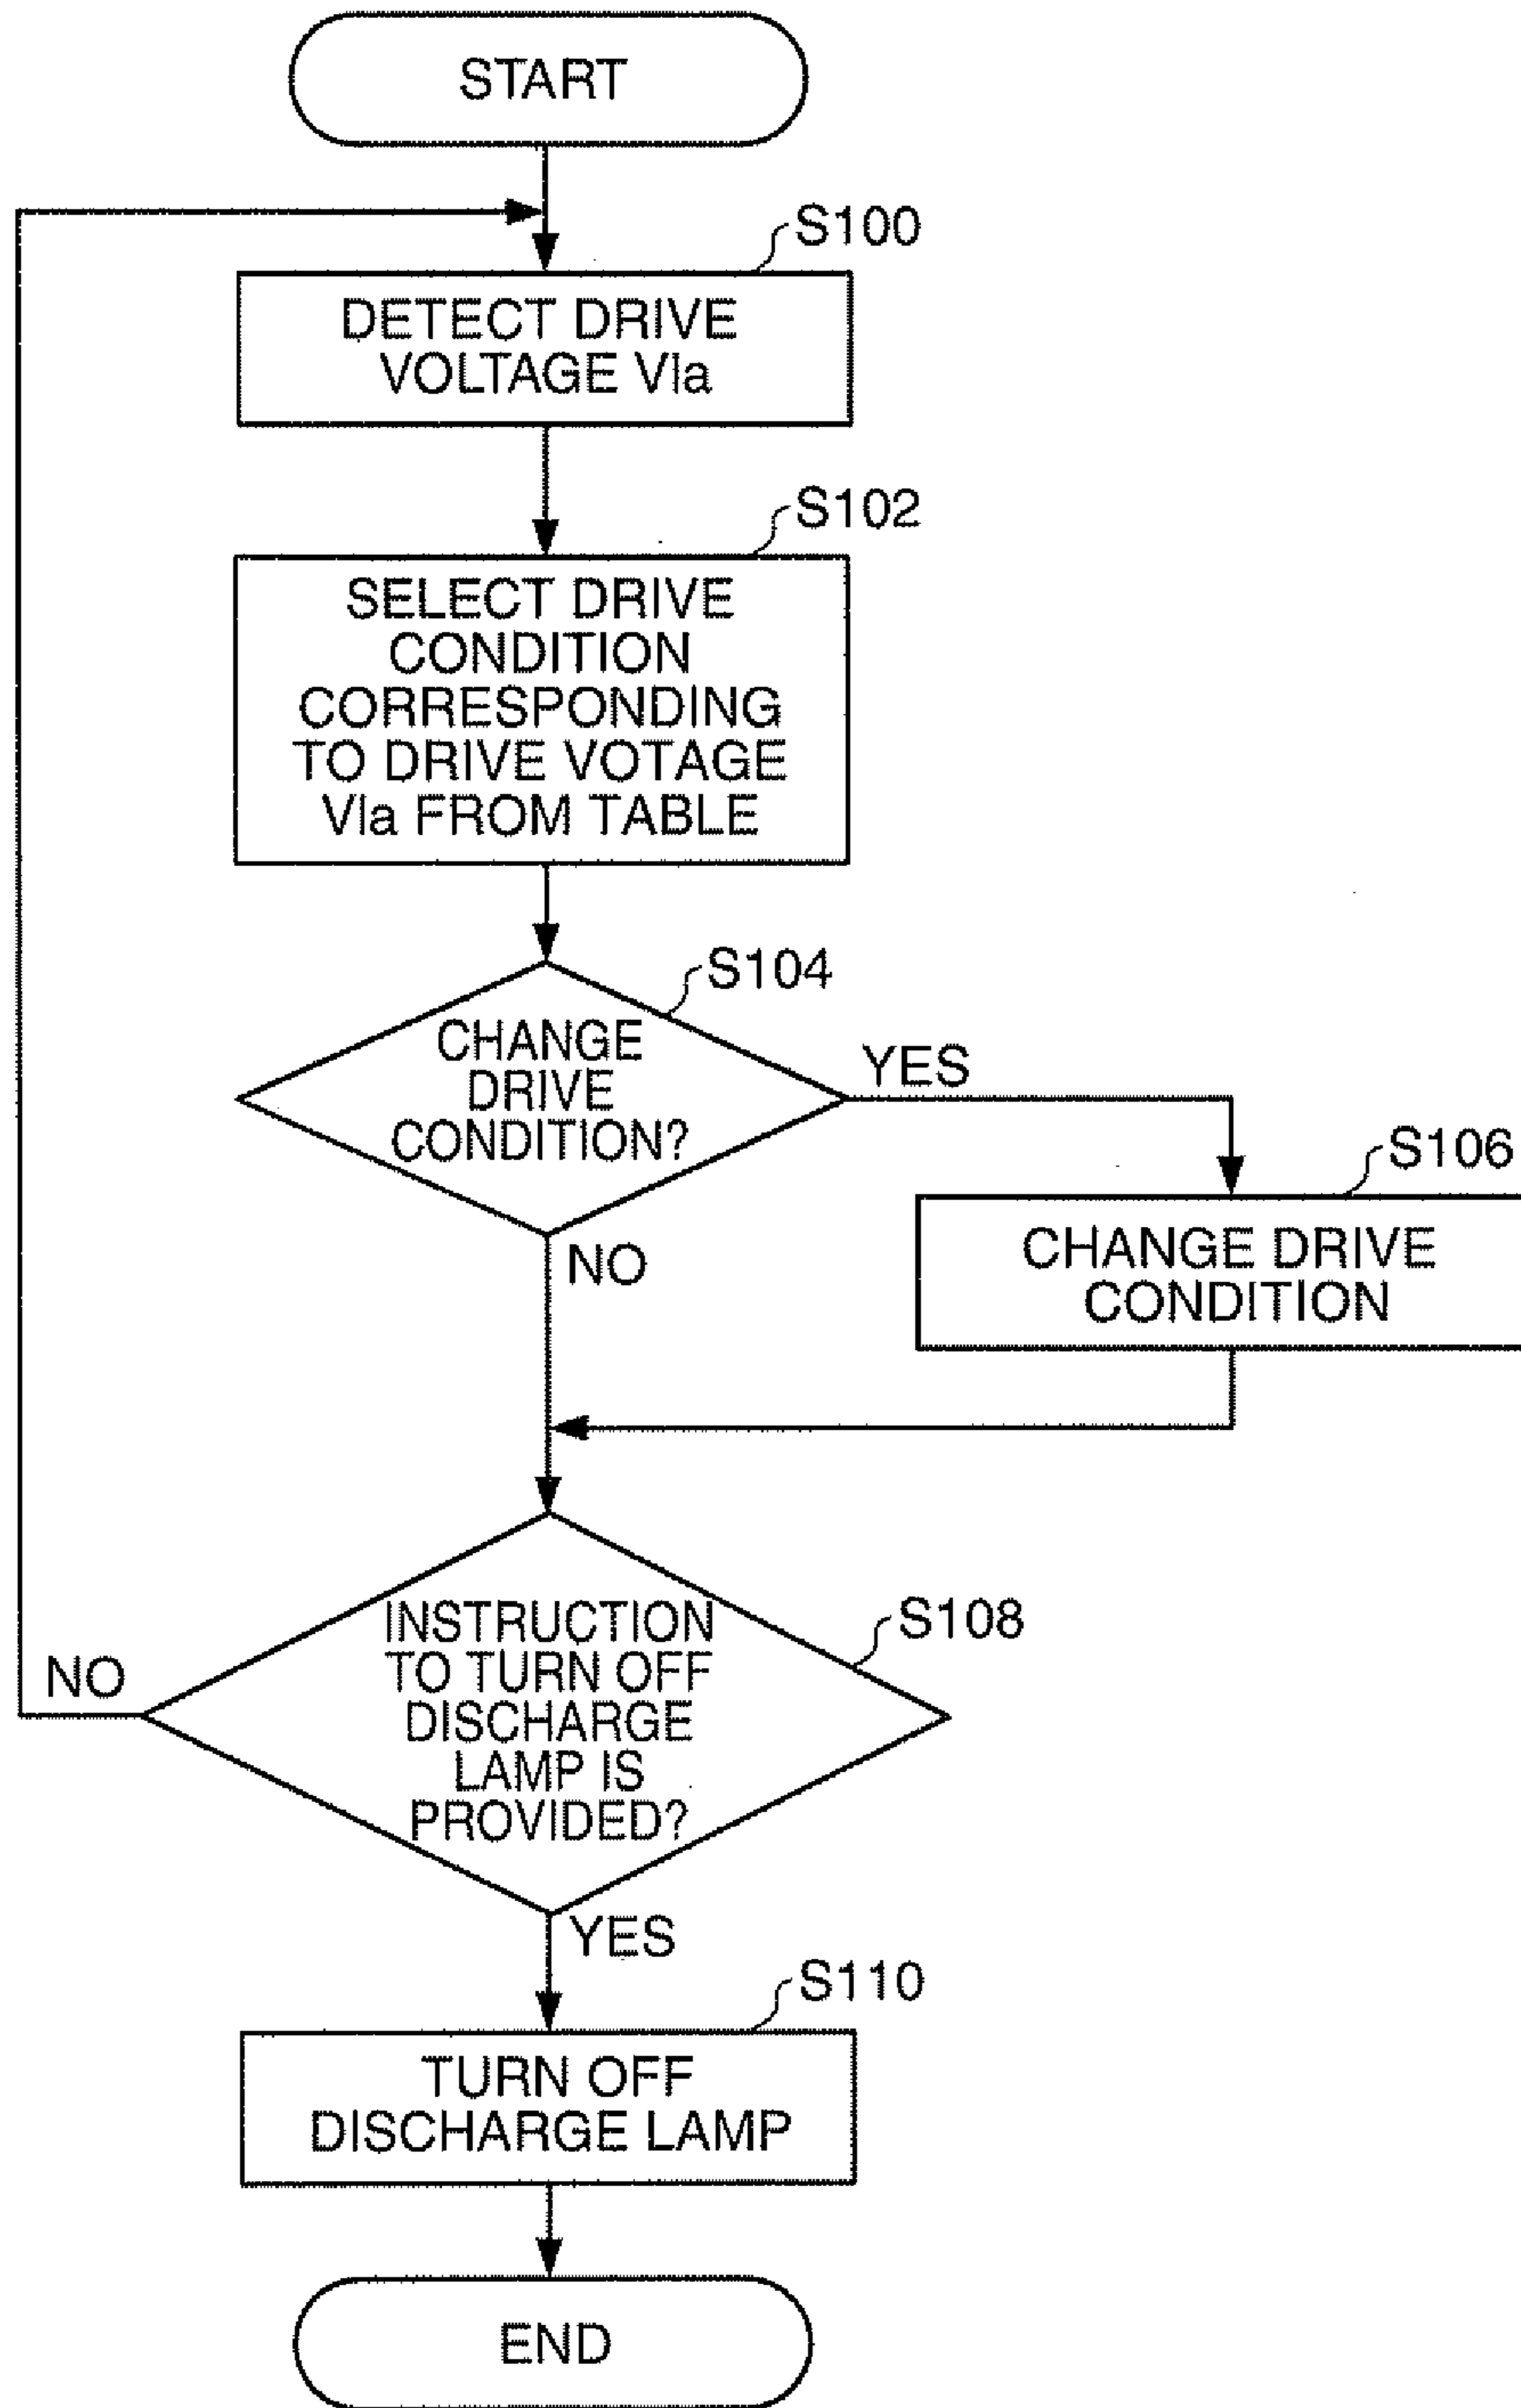 START
S100
DETECT DRIVE
VOLTAGE Vla
S102
SELECT DRIVE
CONDITION
CORRESPONDING
TO DRIVE VOTAGE
Vla FROM TABLE
S104
CHANGE
DRIVE
CONDITION?
YES
S106
CHANGE DRIVE
CONDITION
NO
S108
INSTRUCTION
TO TURN OFF
DISCHARGE
LAMP IS
PROVIDED?
NO
YES
S110
TURN OFF
DISCHARGE LAMP
END